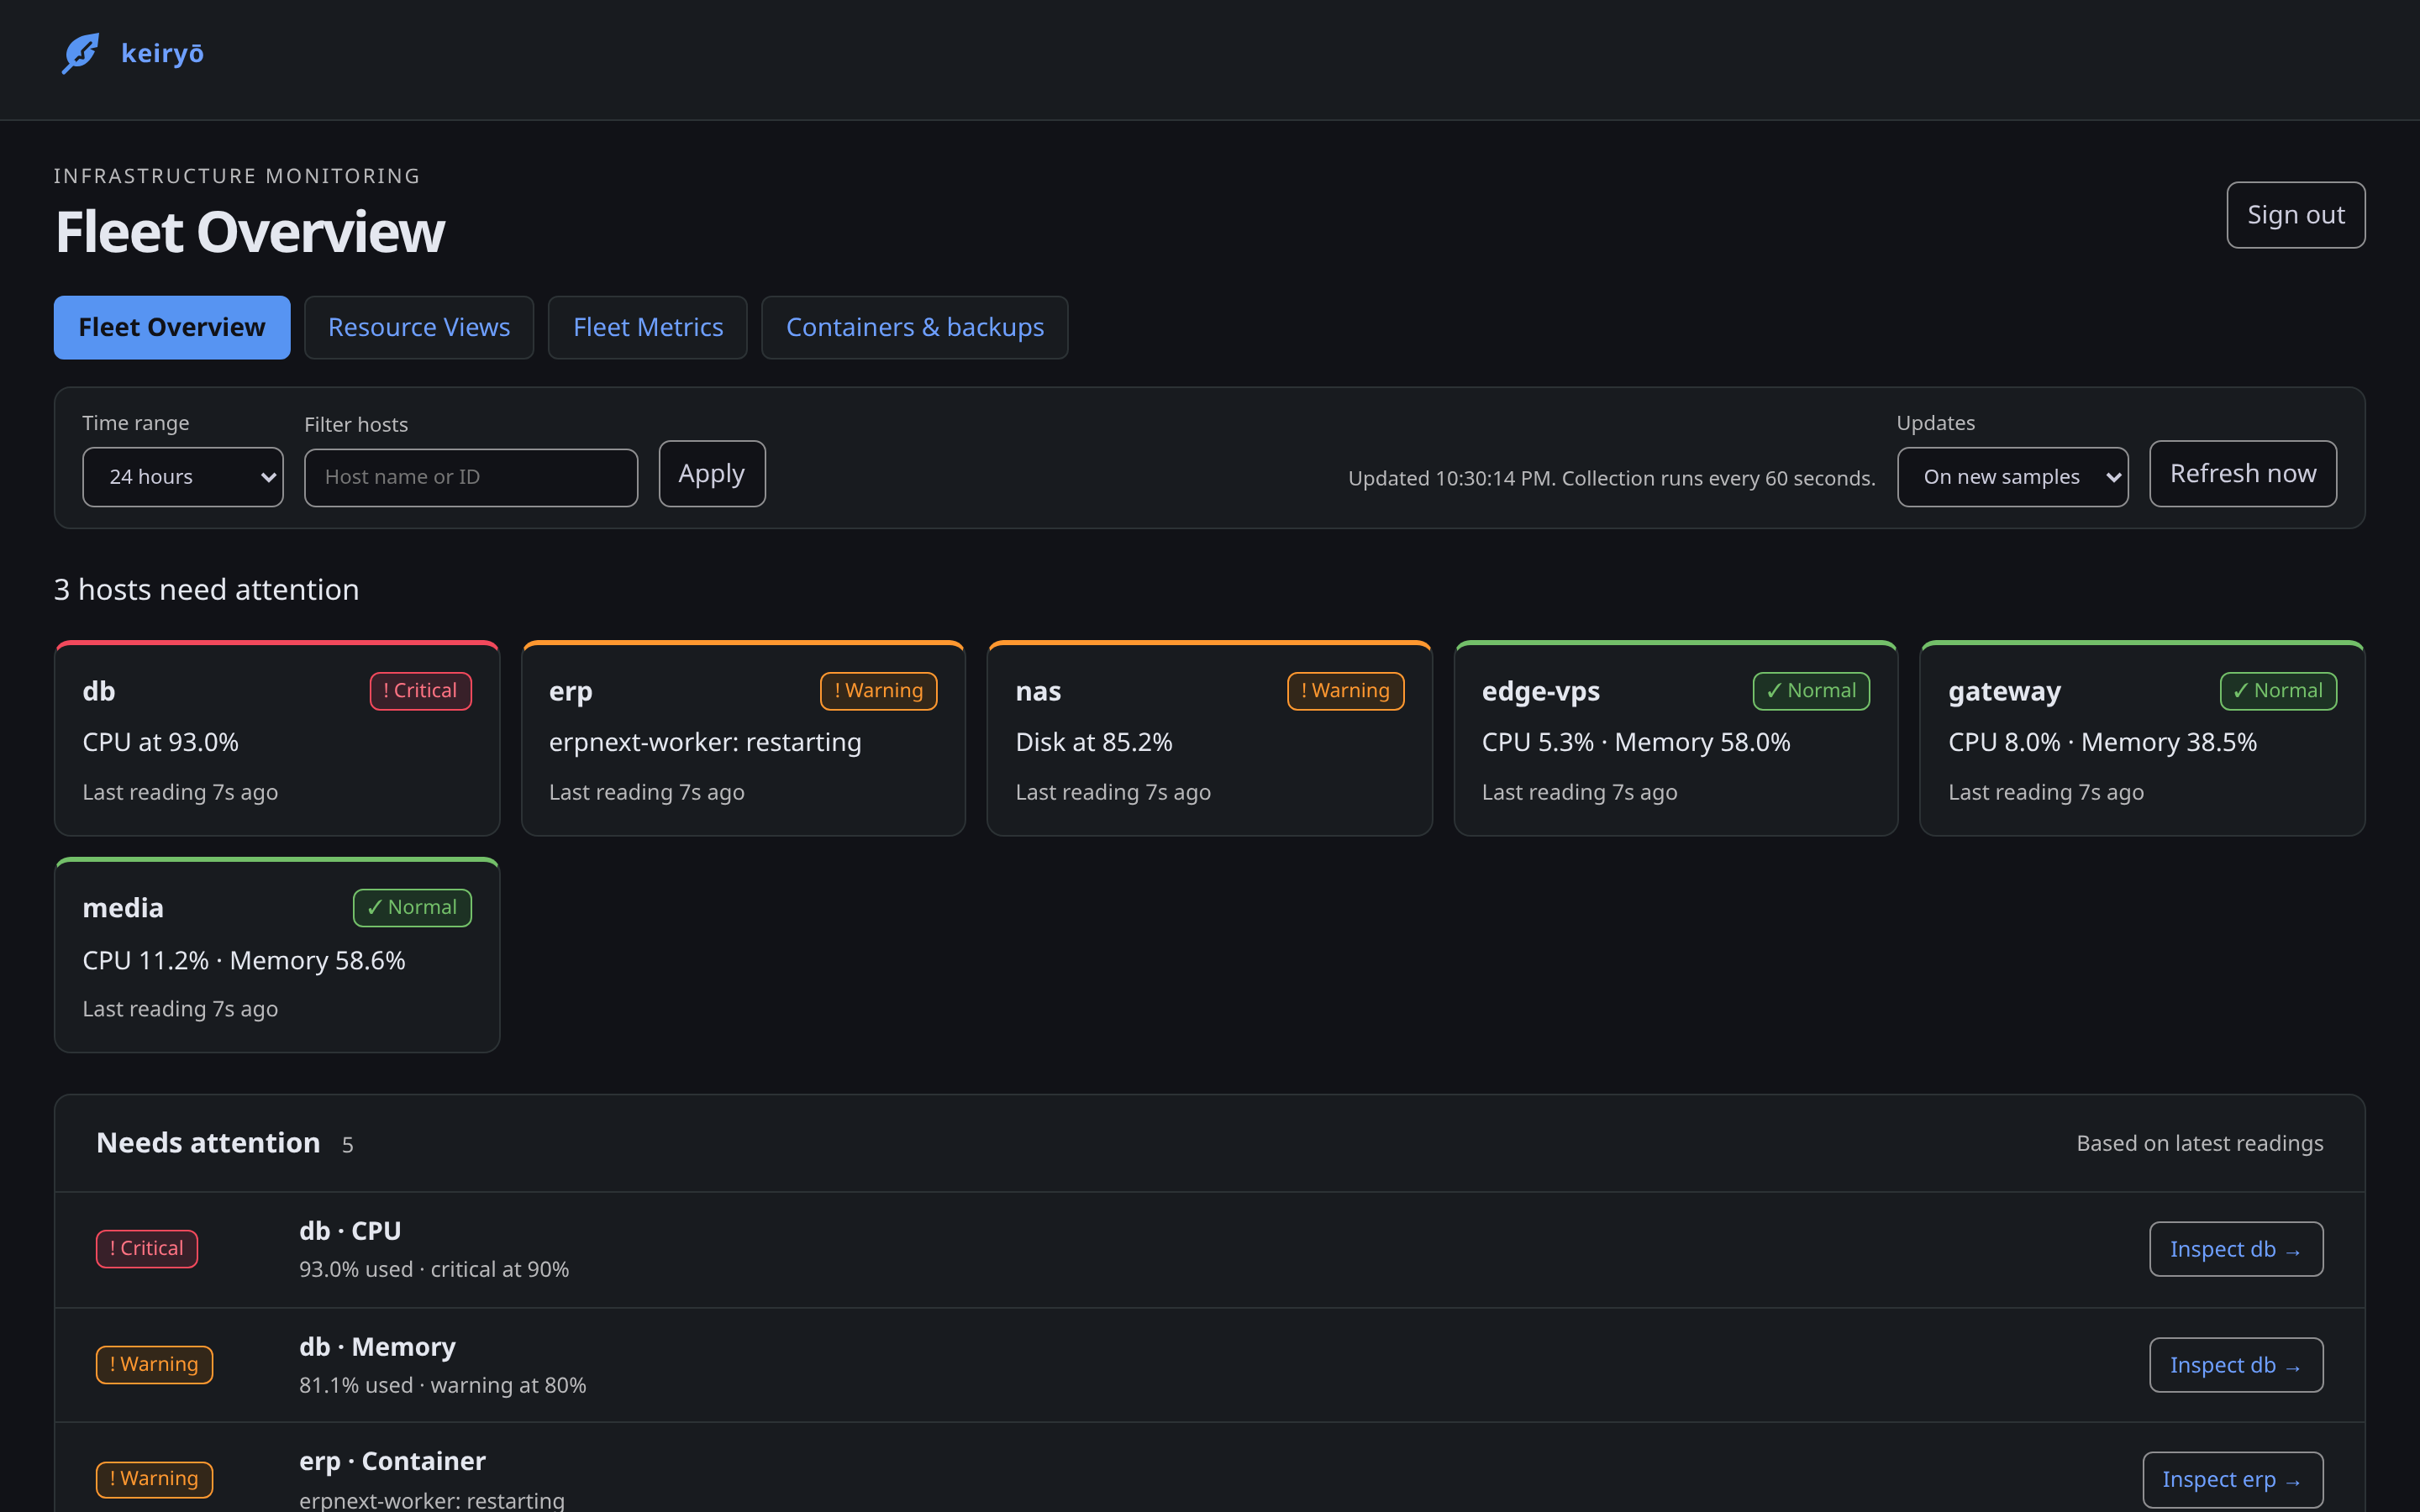 keiryō
INFRASTRUCTURE MONITORING
Fleet Overview
Sign out
Fleet Overview
Resource Views
Fleet Metrics
Containers & backups
Time range
24 hours
Filter hosts
Host name or ID
Apply
Updated 10:30:14 PM. Collection runs every 60 seconds.
Updates
On new samples
Refresh now
3 hosts need attention
db
! Critical
CPU at 93.0%
Last reading 7s ago
erp
! Warning
erpnext-worker: restarting
Last reading 7s ago
nas
! Warning
Disk at 85.2%
Last reading 7s ago
edge-vps
✓ Normal
CPU 5.3% · Memory 58.0%
Last reading 7s ago
gateway
✓ Normal
CPU 8.0% · Memory 38.5%
Last reading 7s ago
media
✓ Normal
CPU 11.2% · Memory 58.6%
Last reading 7s ago
Needs attention 5
Based on latest readings
! Critical
db · CPU
93.0% used · critical at 90%
Inspect db →
! Warning
db · Memory
81.1% used · warning at 80%
Inspect db →
! Warning
erp · Container
erpnext-worker: restarting
Inspect erp →